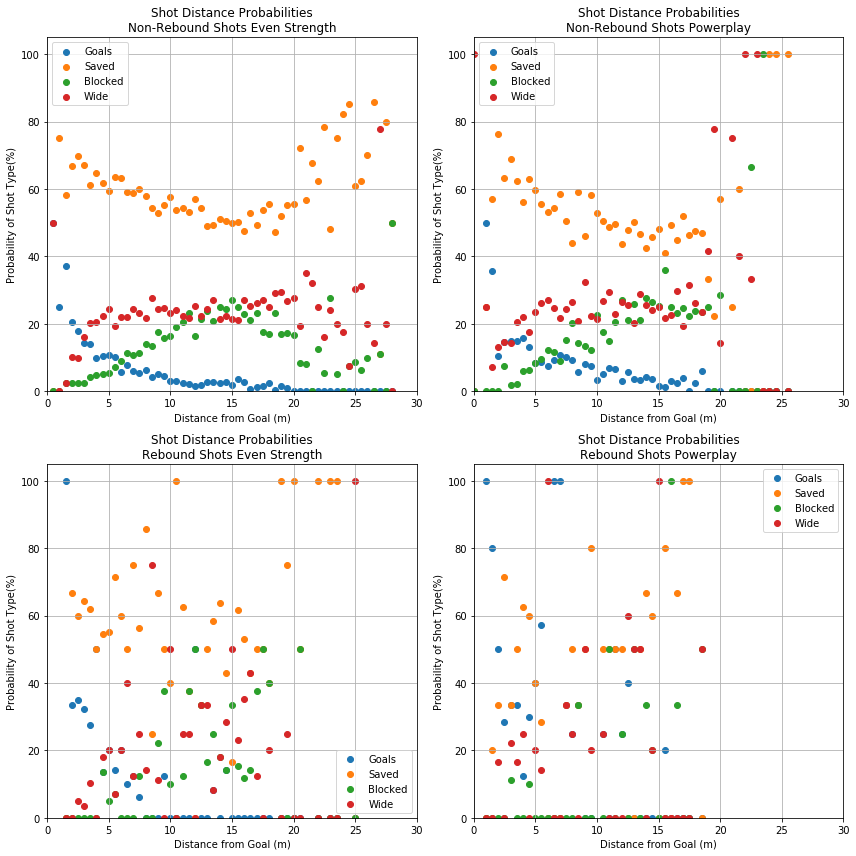 Shot Distance Probabilities
Non-Rebound Shots Even Strength
Goals
Saved
Blocked
Wide
100
80
60
40
20
0
Probability of Shot Type(%)
0 5 10 15 20 25 30
Distance from Goal (m)
Shot Distance Probabilities
Non-Rebound Shots Powerplay
Goals
Saved
Blocked
Wide
100
80
60
40
20
0
Probability of Shot Type(%)
0 5 10 15 20 25 30
Distance from Goal (m)
Shot Distance Probabilities
Rebound Shots Even Strength
100
80
60
40
20
0
Probability of Shot Type(%)
Goals
Saved
Blocked
Wide
0 5 10 15 20 25 30
Distance from Goal (m)
Shot Distance Probabilities
Rebound Shots Powerplay
Goals
Saved
Blocked
Wide
100
80
60
40
20
0
Probability of Shot Type(%)
0 5 10 15 20 25 30
Distance from Goal (m)